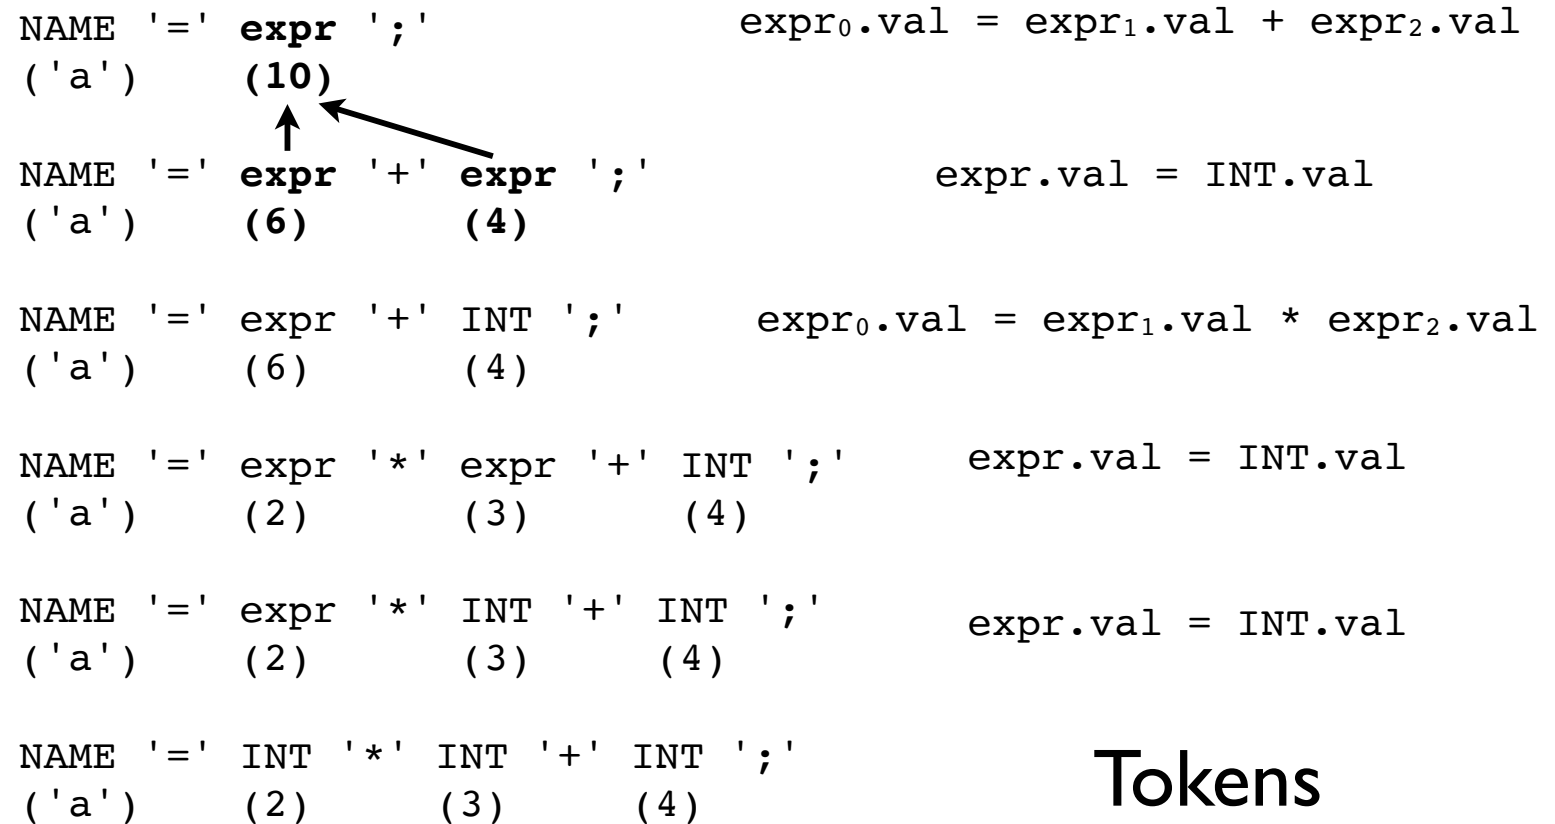 NAME '=' expr ';' expr₀.val = expr₁.val + expr₂.val
('a') (10)
NAME '=' expr '+' expr ';' expr.val = INT.val
('a') (6) (4)
NAME '=' expr '+' INT ';' expr₀.val = expr₁.val * expr₂.val
('a') (6) (4)
NAME '=' expr '*' expr '+' INT ';' expr.val = INT.val
('a') (2) (3) (4)
NAME '=' expr '*' INT '+' INT ';' expr.val = INT.val
('a') (2) (3) (4)
NAME '=' INT '*' INT '+' INT ';' Tokens
('a') (2) (3) (4)